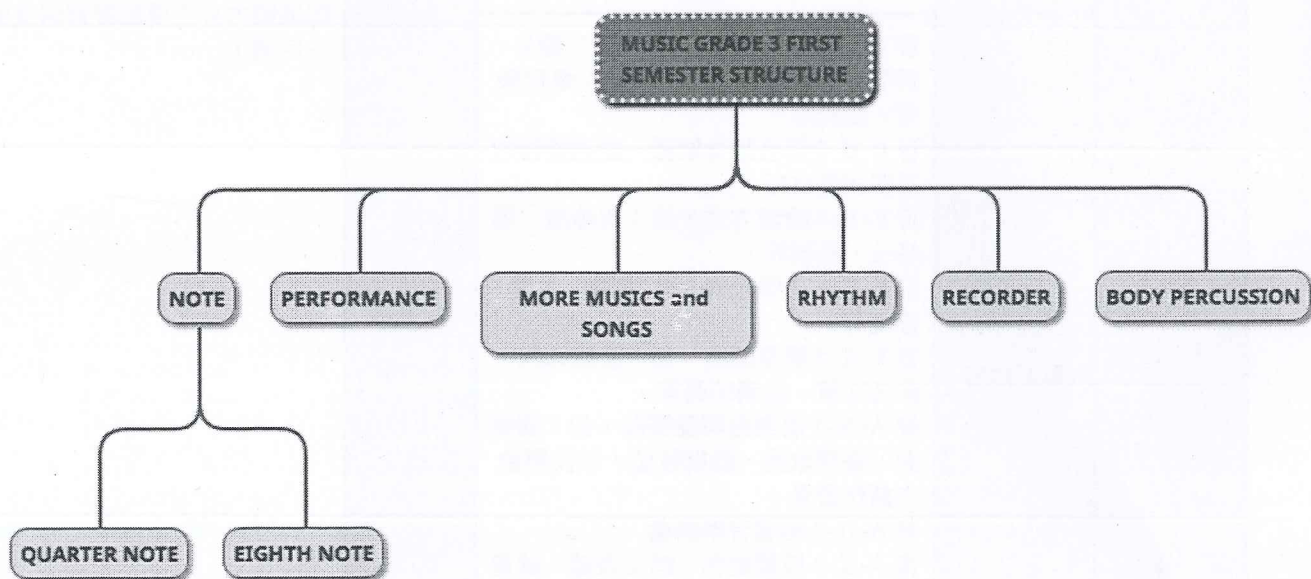 MUSIC GRADE 3 FIRST
SEMESTER STRUCTURE
NOTE
PERFORMANCE
MORE MUSICS and
SONGS
RHYTHM
RECORDER
BODY PERCUSSION
QUARTER NOTE
EIGHTH NOTE